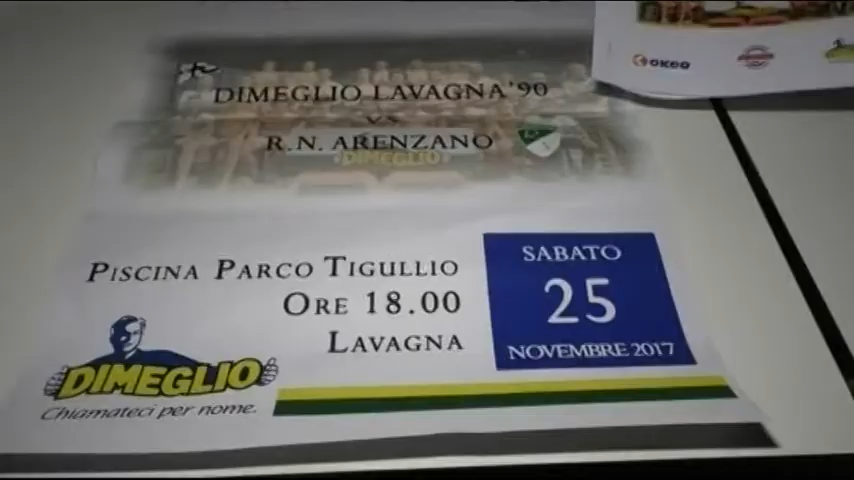 OKEO
DIMEGLIO LAVAGNA '90
VS
R.N. ARENZANO
DIMEGLIO
PISCINA PARCO TIGULLIO
ORE 18.00
LAVAGNA
SABATO
25
NOVEMBRE 2017
DIMEGLIO
Chiamateci per nome.